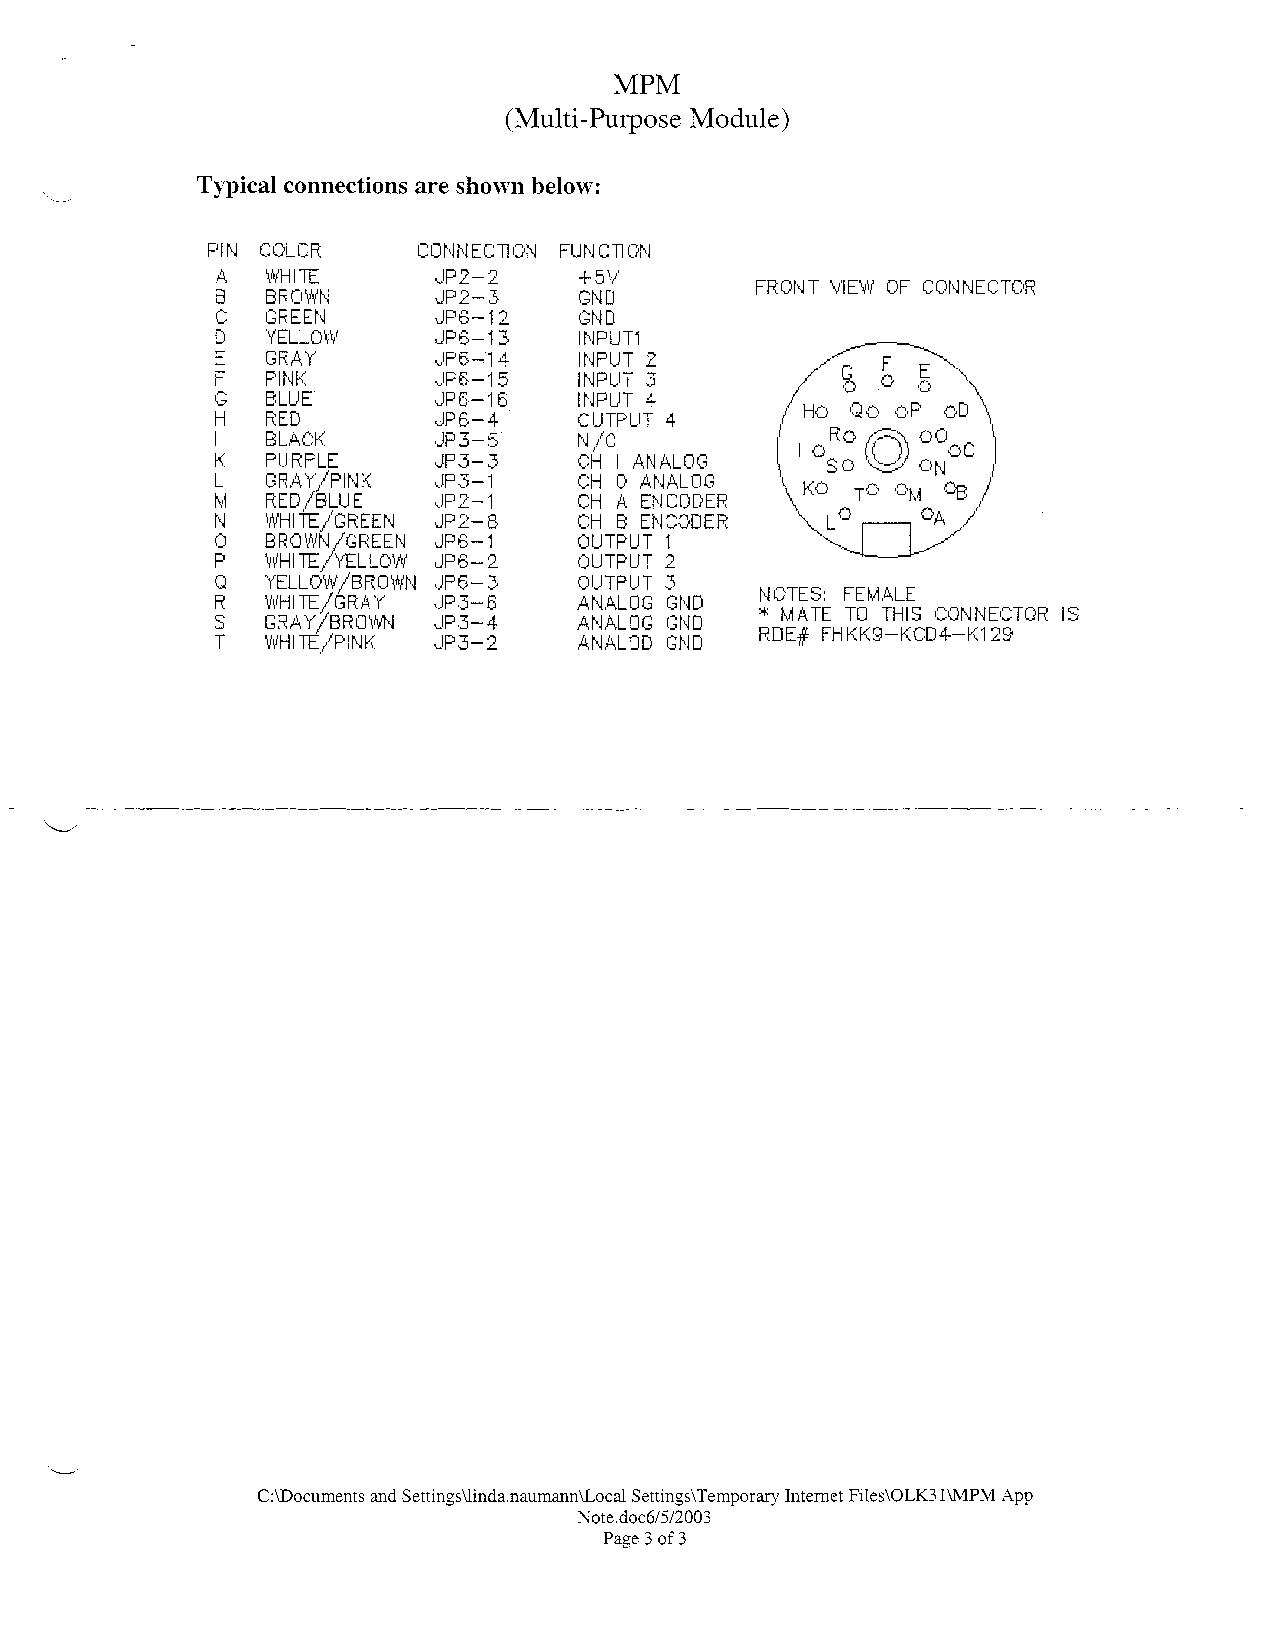 MPM
(Multi-Purpose Module)
Typical connections are shown below:
PIN COLOR CONNECTION FUNCTION
A WHITE JP2-2 +5V
B BROWN JP2-3 GND
C GREEN JP6-12 GND
D YELLOW JP6-13 INPUT1
E GRAY JP6-14 INPUT 2
F PINK JP6-15 INPUT 3
G BLUE JP6-16 INPUT 4
H RED JP6-4 OUTPUT 4
I BLACK JP3-5 N/C
K PURPLE JP3-3 CH I ANALOG
L GRAY/PINK JP3-1 CH 0 ANALOG
M RED/BLUE JP2-1 CH A ENCODER
N WHITE/GREEN JP2-8 CH B ENCODER
O BROWN/GREEN JP6-1 OUTPUT 1
P WHITE/YELLOW JP6-2 OUTPUT 2
Q YELLOW/BROWN JP6-3 OUTPUT 3
R WHITE/GRAY JP3-6 ANALOG GND
S GRAY/BROWN JP3-4 ANALOG GND
T WHITE/PINK JP3-2 ANALOD GND
FRONT VIEW OF CONNECTOR
G F E
H Q P D
R O
I C
S N
K T M B
L A
NOTES: FEMALE
* MATE TO THIS CONNECTOR IS
RDE# FHKK9-KCD4-K129
C:\Documents and Settings\linda.naumann\Local Settings\Temporary Internet Files\OLK31\MPM App
Note.doc6/5/2003
Page 3 of 3